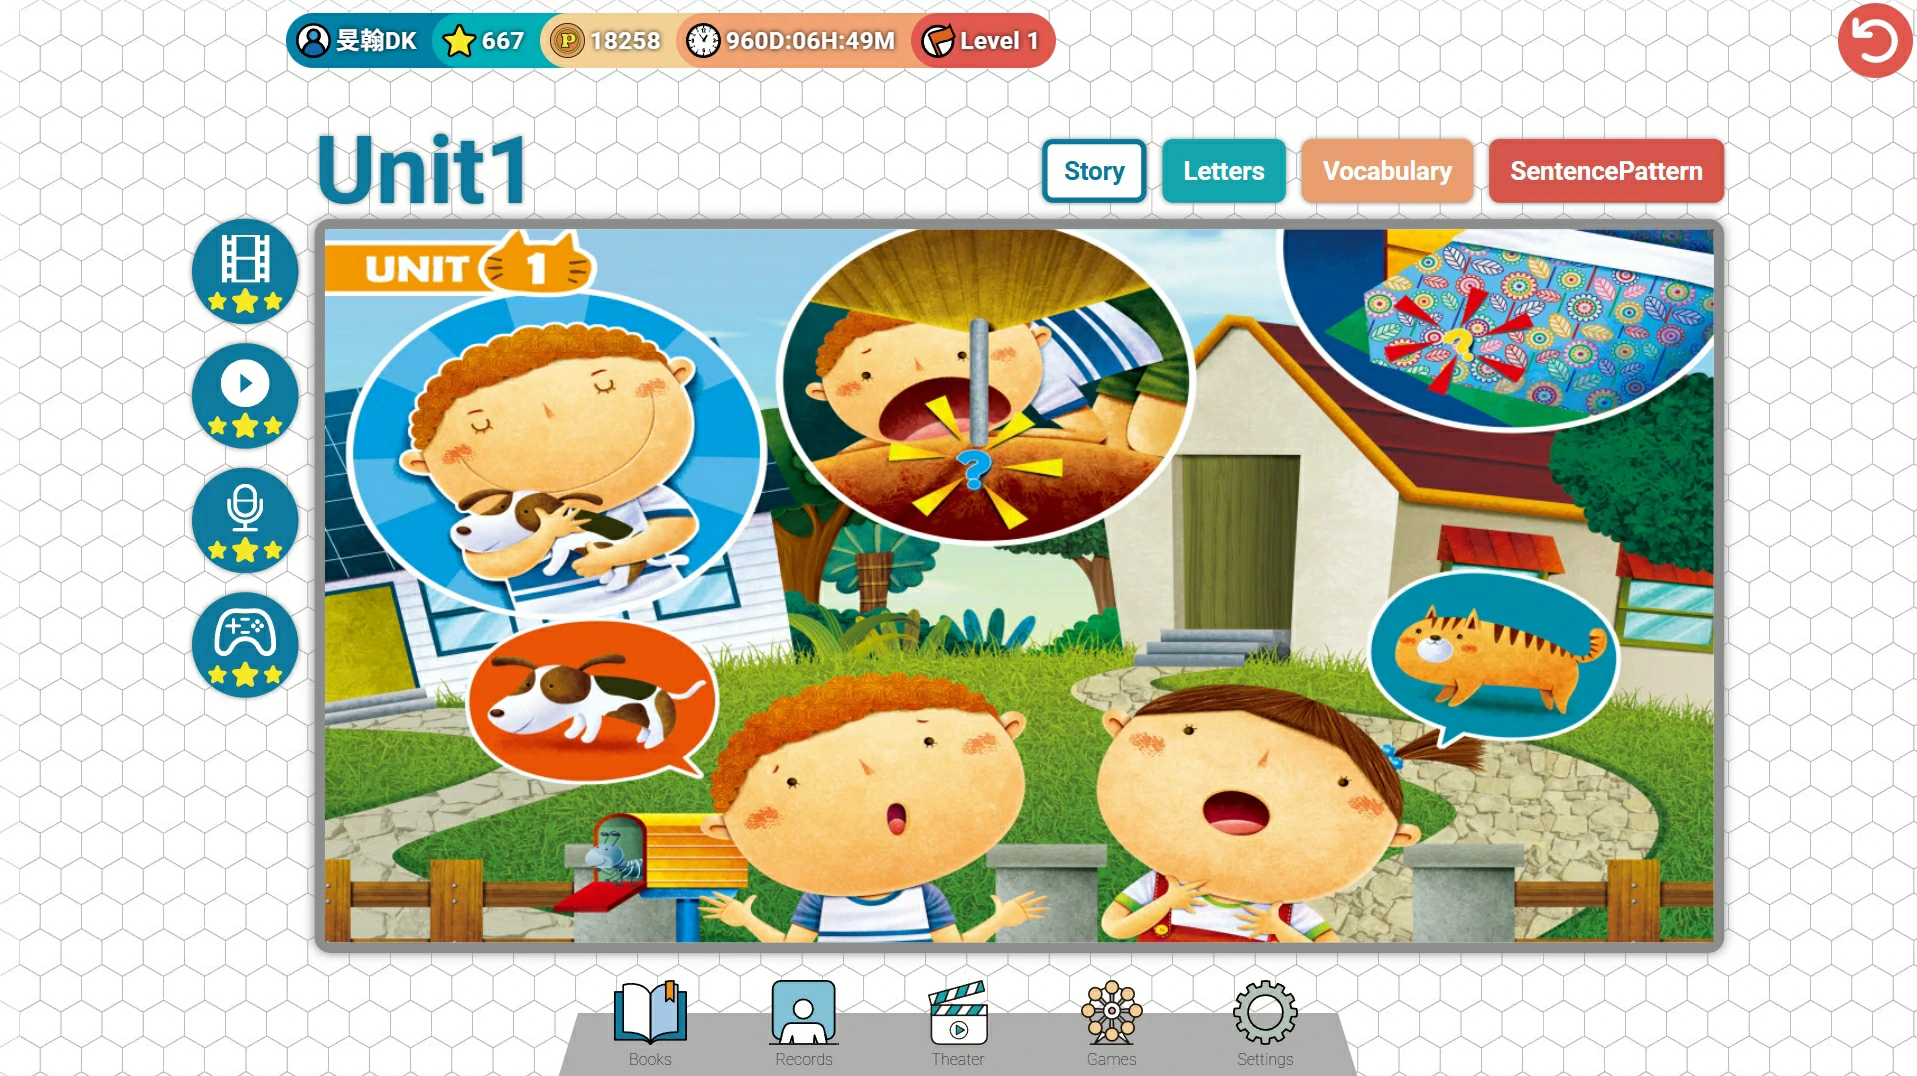 旻翰DK 667 18258 960D:06H:49M Level 1
Unit1
Story Letters Vocabulary SentencePattern
UNIT 1
?
?
Books Records Theater Games Settings